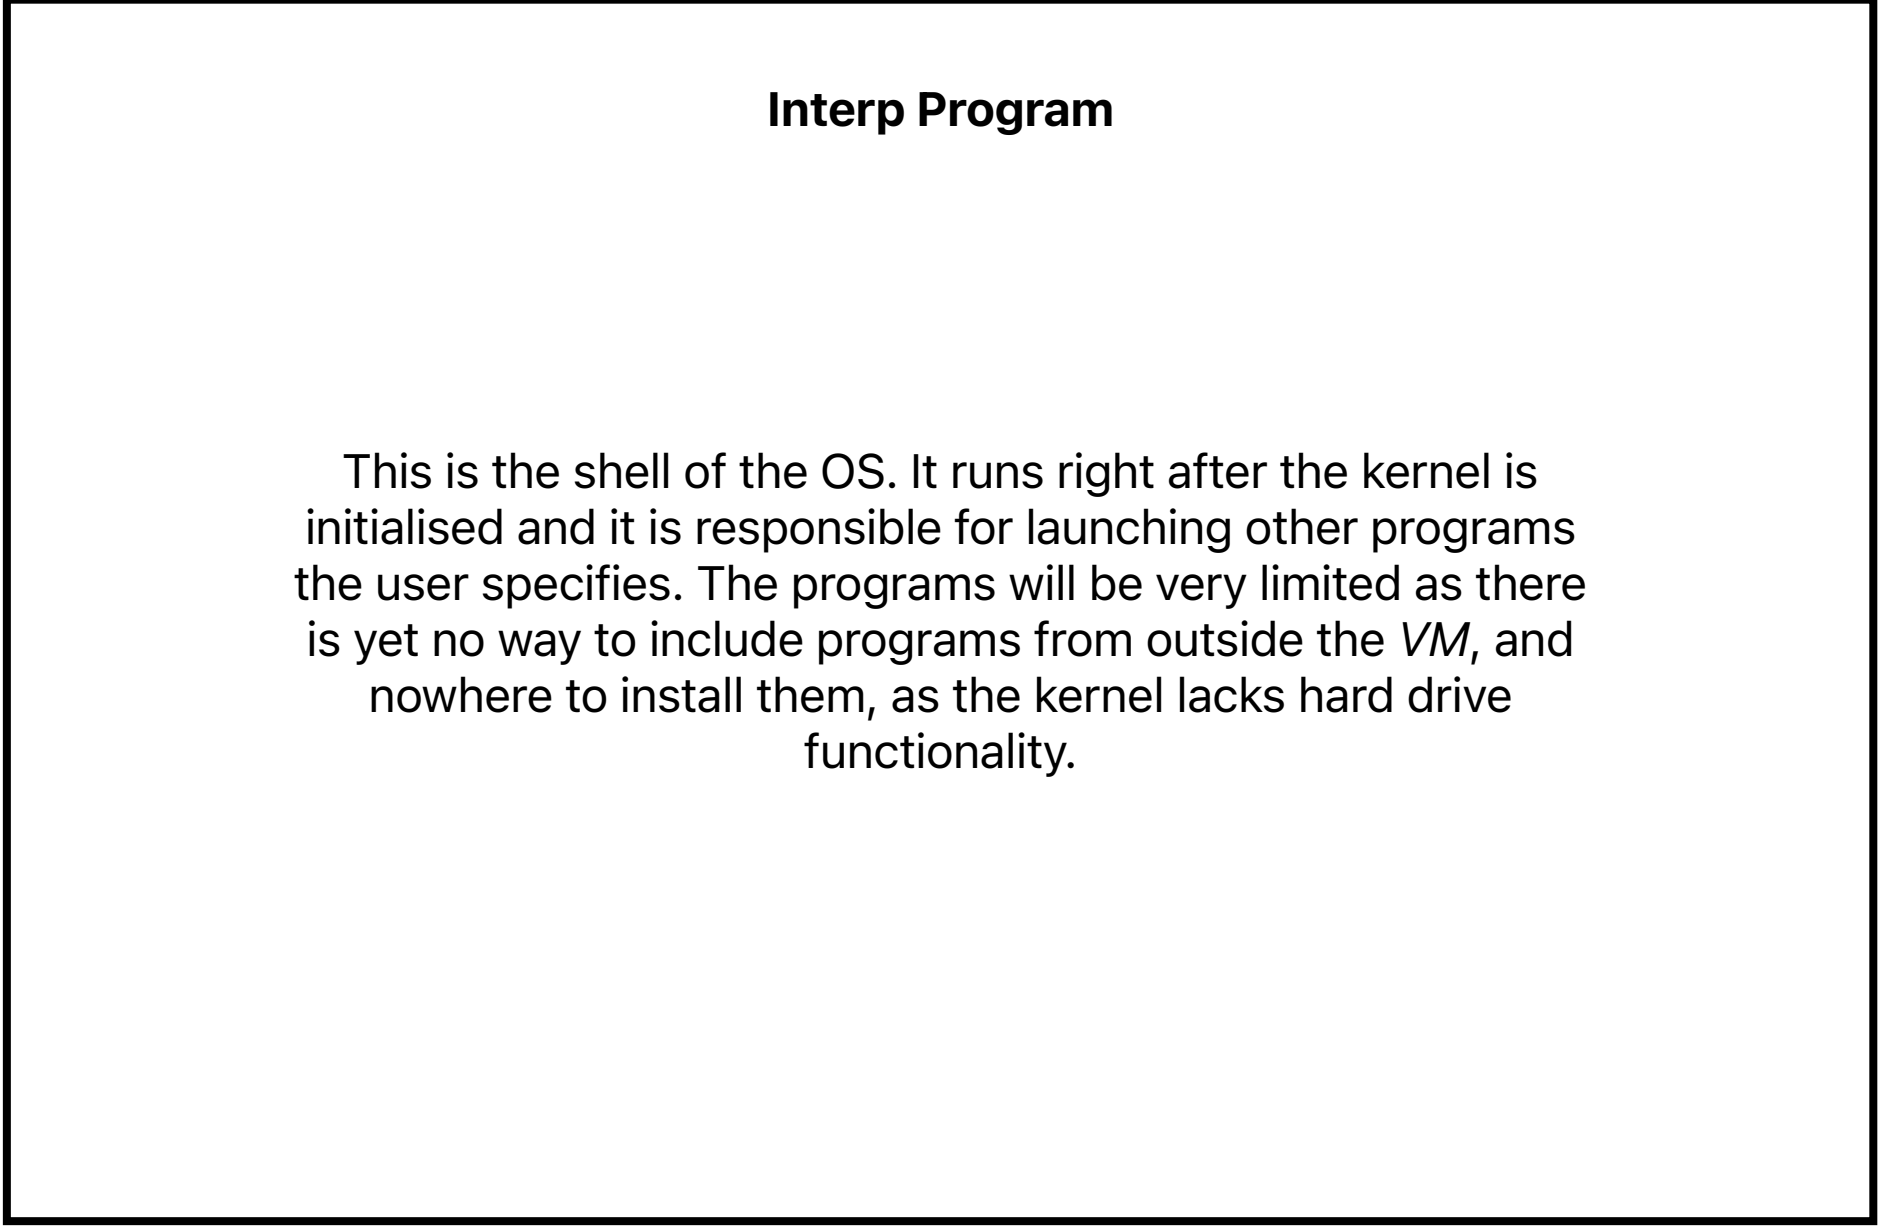 Interp Program
This is the shell of the OS. It runs right after the kernel is
initialised and it is responsible for launching other programs
the user specifies. The programs will be very limited as there
is yet no way to include programs from outside the VM, and
nowhere to install them, as the kernel lacks hard drive
functionality.